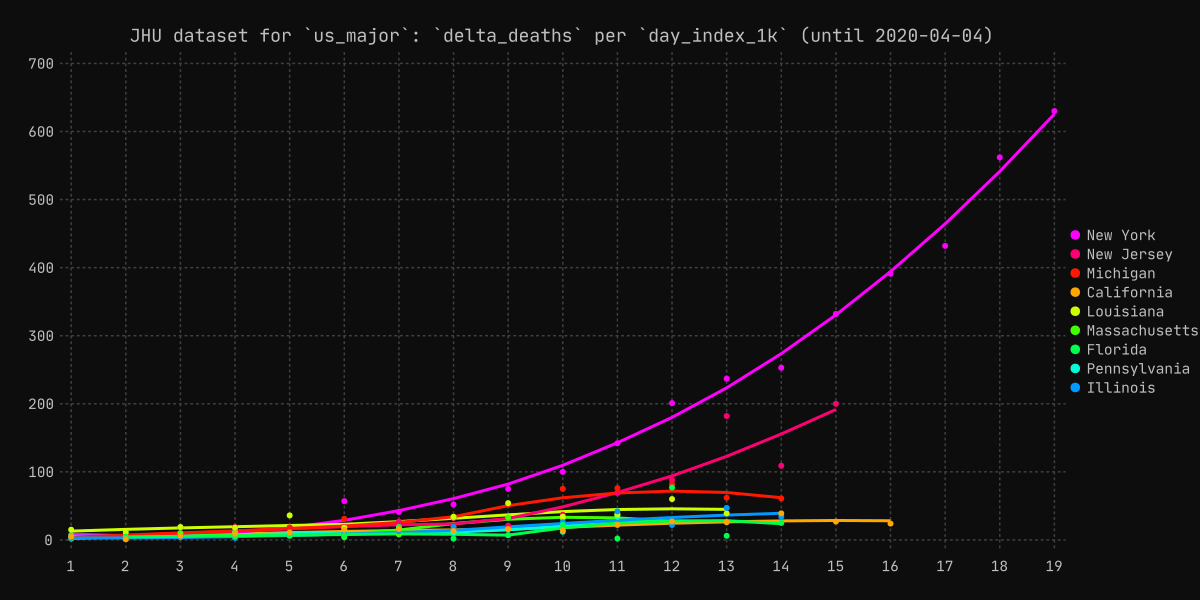 JHU dataset for `us_major`: `delta_deaths` per `day_index_1k` (until 2020-04-04)
700
600
500
400
300
200
100
0
1 2 3 4 5 6 7 8 9 10 11 12 13 14 15 16 17 18 19
New York
New Jersey
Michigan
California
Louisiana
Massachusetts
Florida
Pennsylvania
Illinois